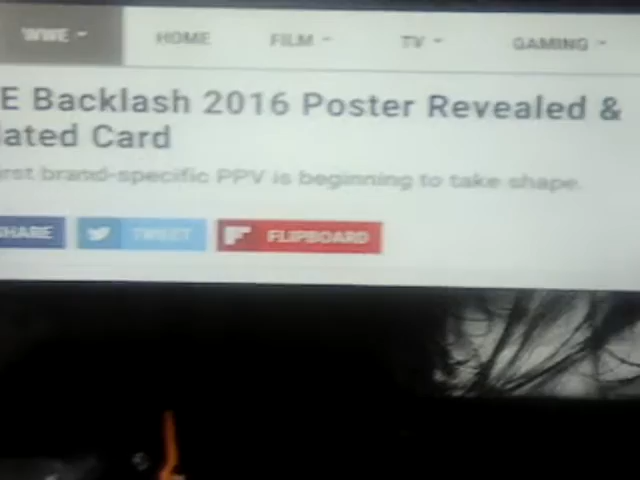 WWE HOME FILM TV GAMING
E Backlash 2016 Poster Revealed &
lated Card
irst brand-specific PPV is beginning to take shape.
SHARE TWEET FLIPBOARD